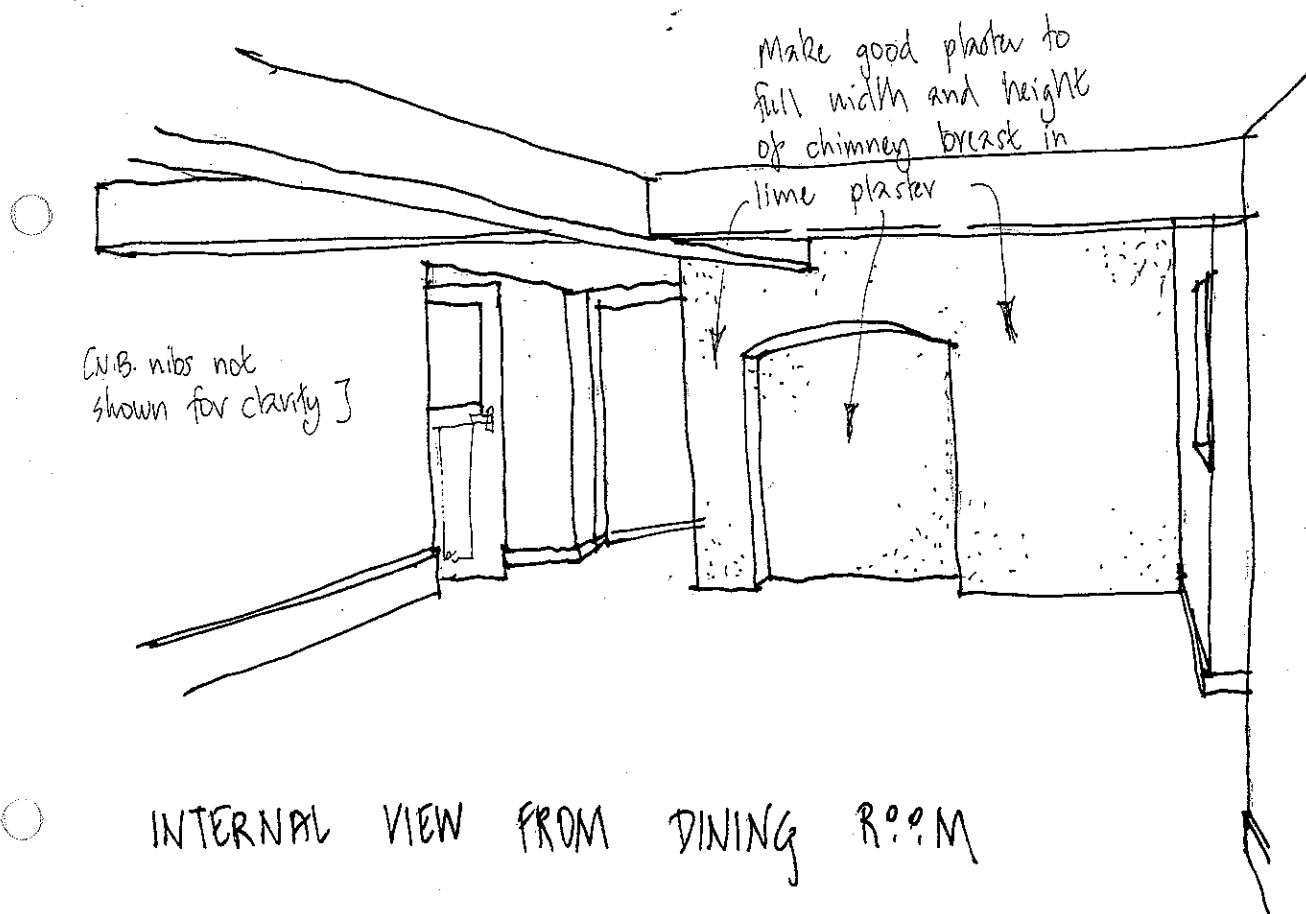 Make good plaster to
full width and height
of chimney breast in
lime plaster
[N.B. nibs not
shown for clarity]
INTERNAL VIEW FROM DINING ROOM